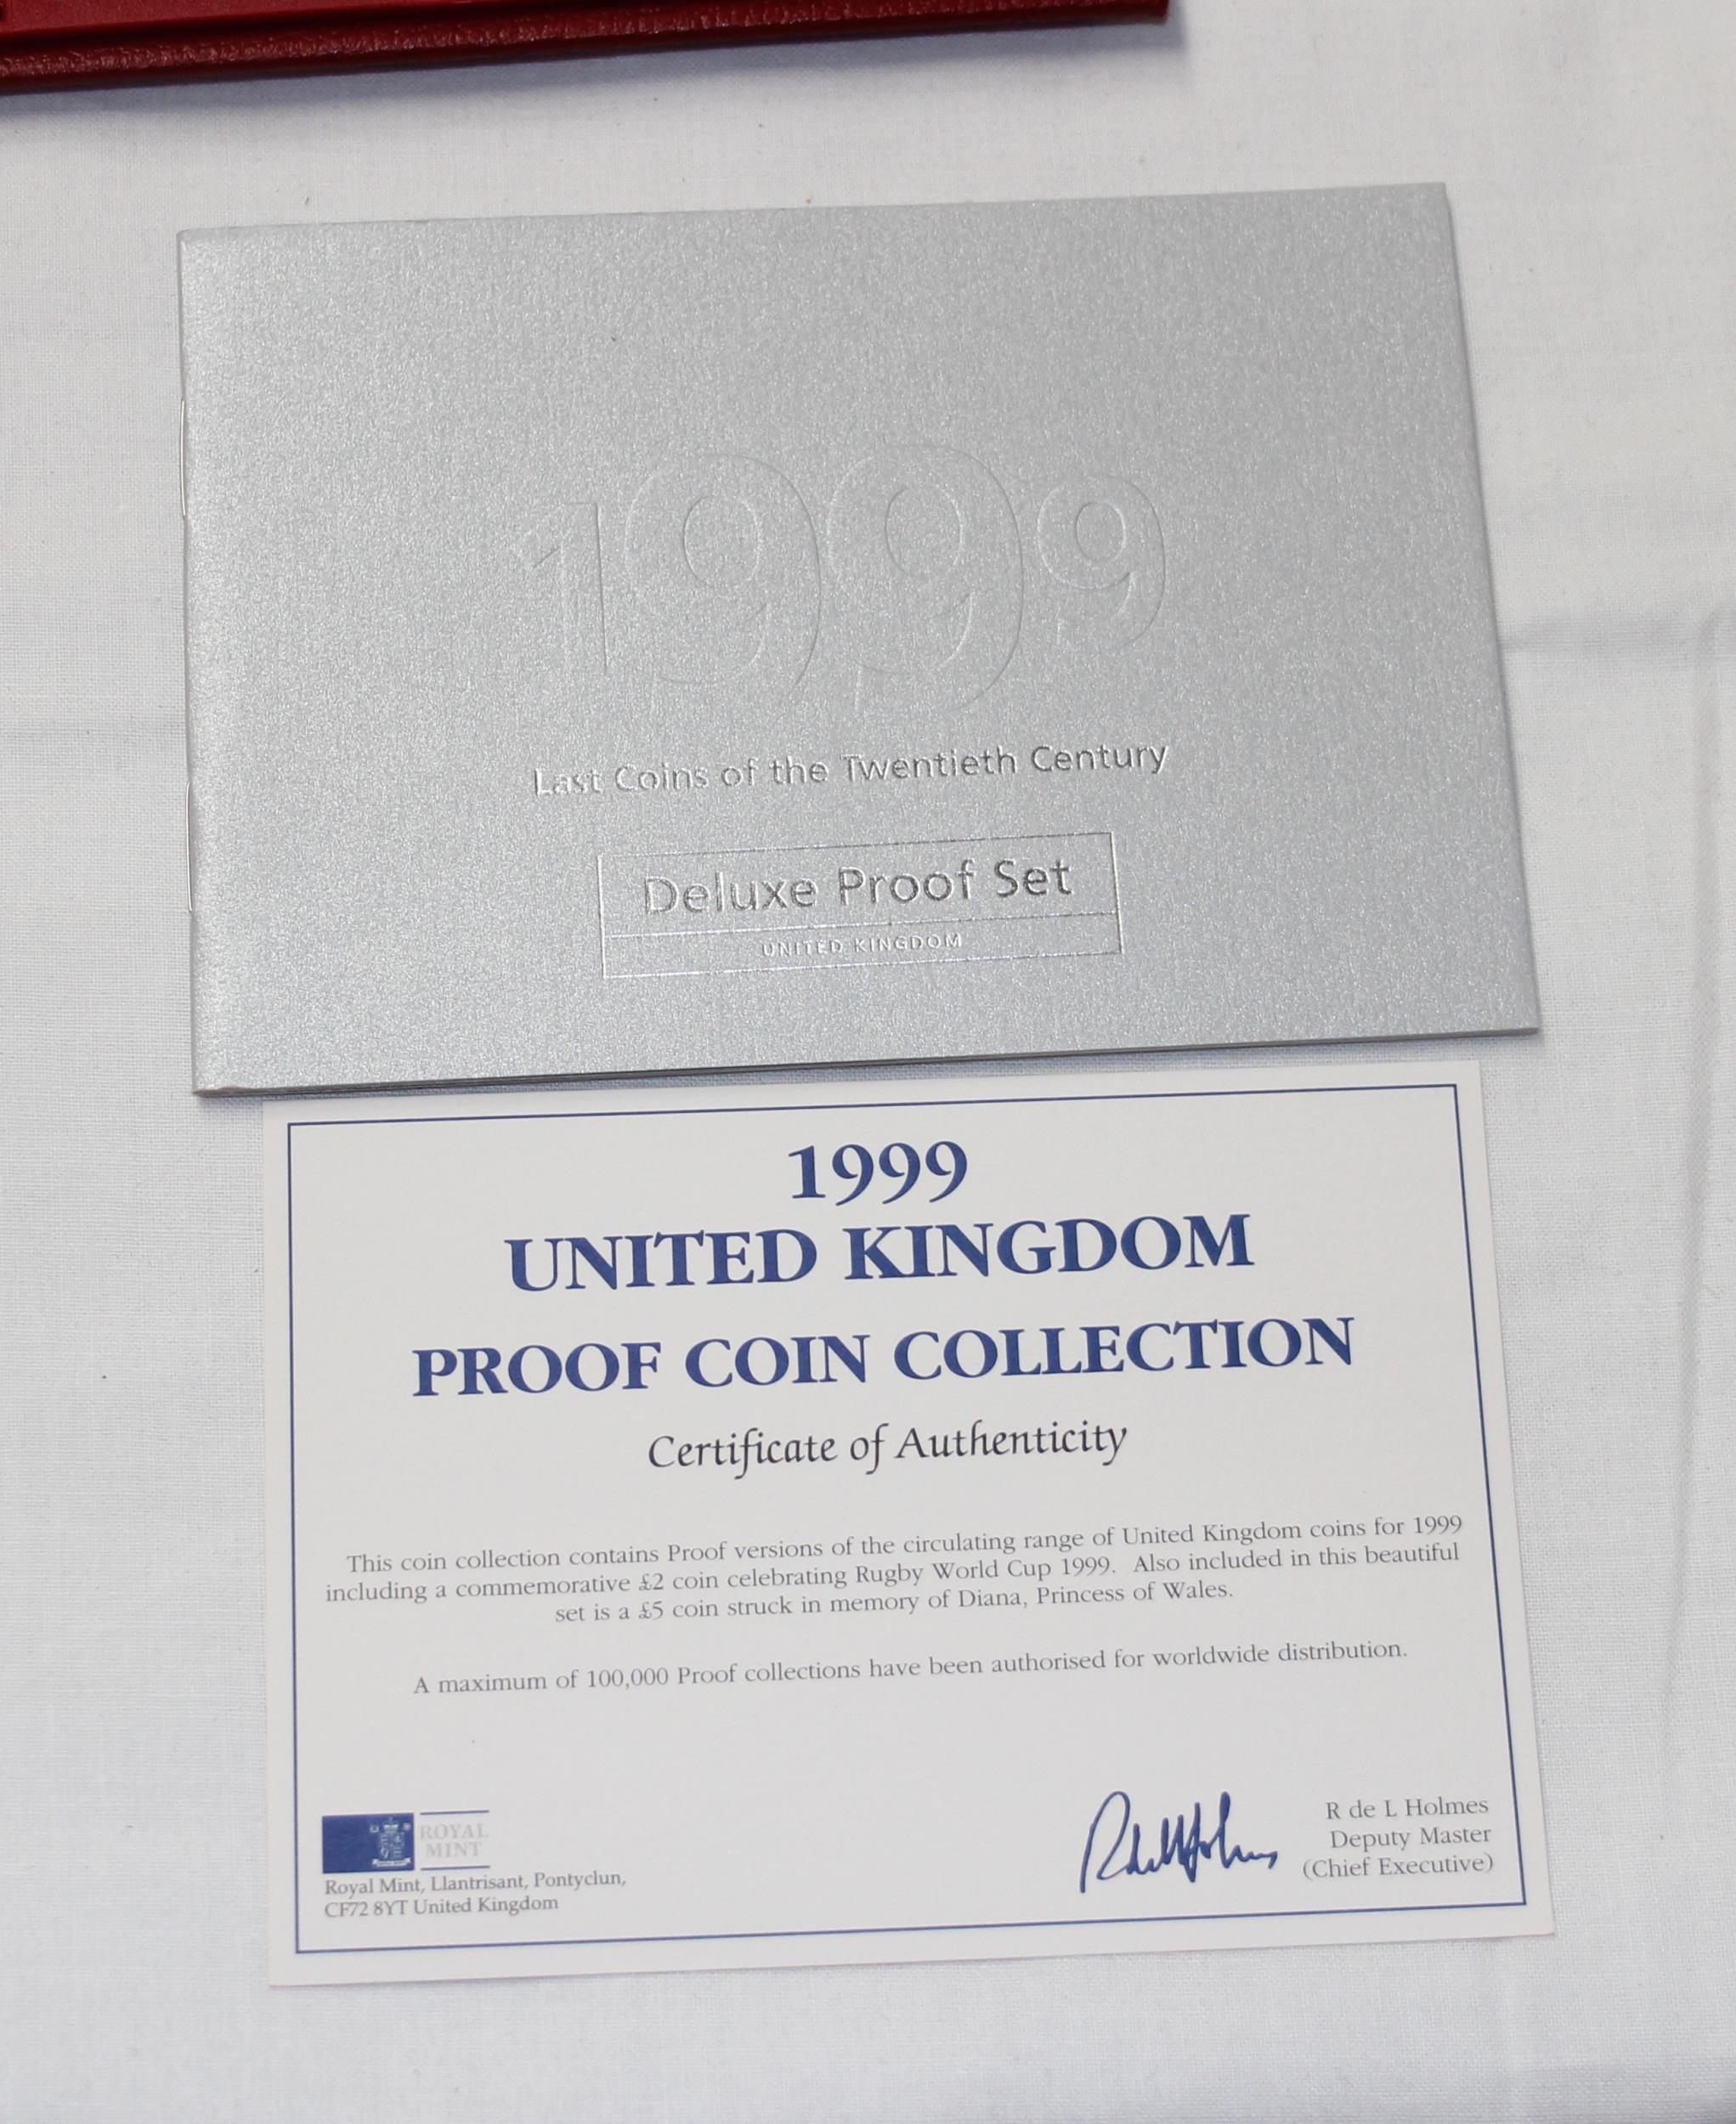 1999
Last Coins of the Twentieth Century
Deluxe Proof Set
UNITED KINGDOM
1999
UNITED KINGDOM
PROOF COIN COLLECTION
Certificate of Authenticity
This coin collection contains Proof versions of the circulating range of United Kingdom coins for 1999
including a commemorative £2 coin celebrating Rugby World Cup 1999. Also included in this beautiful
set is a £5 coin struck in memory of Diana, Princess of Wales.
A maximum of 100,000 Proof collections have been authorised for worldwide distribution.
ROYAL
MINT
Royal Mint, Llantrisant, Pontyclun,
CF72 8YT United Kingdom
R de L Holmes
Deputy Master
(Chief Executive)